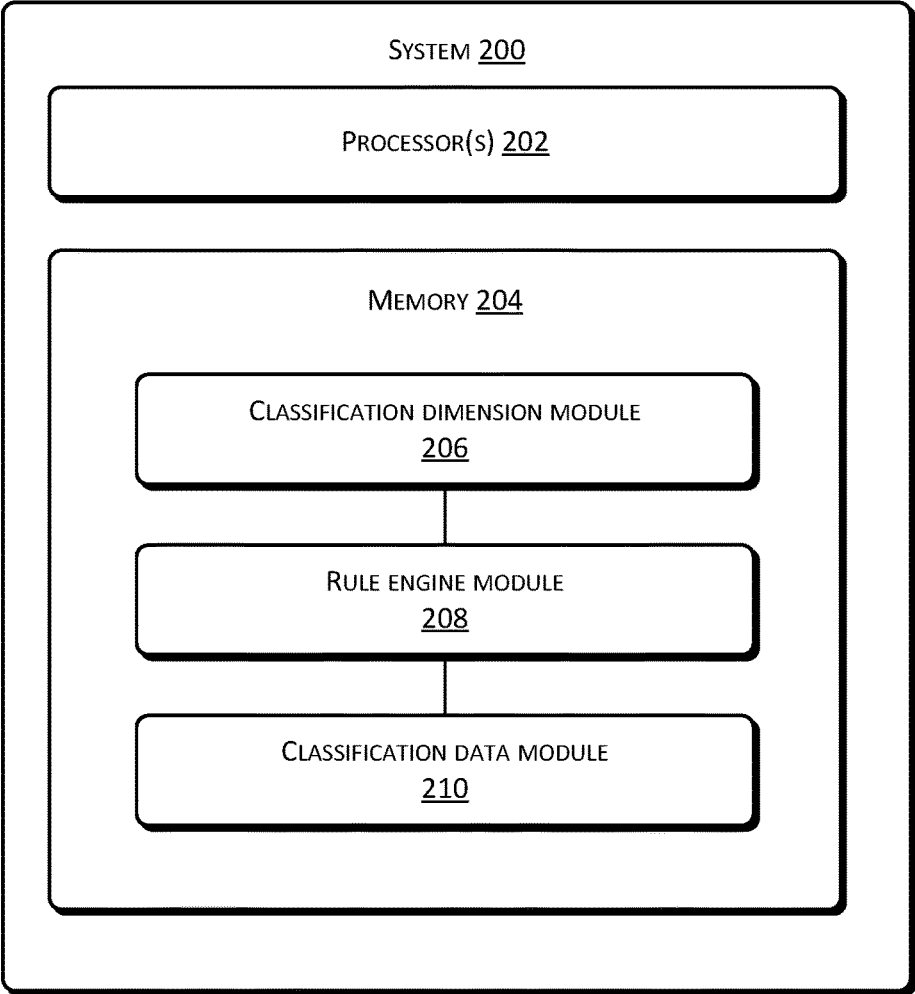 SYSTEM 200
PROCESSOR(S) 202
MEMORY 204
CLASSIFICATION DIMENSION MODULE
206
RULE ENGINE MODULE
208
CLASSIFICATION DATA MODULE
210